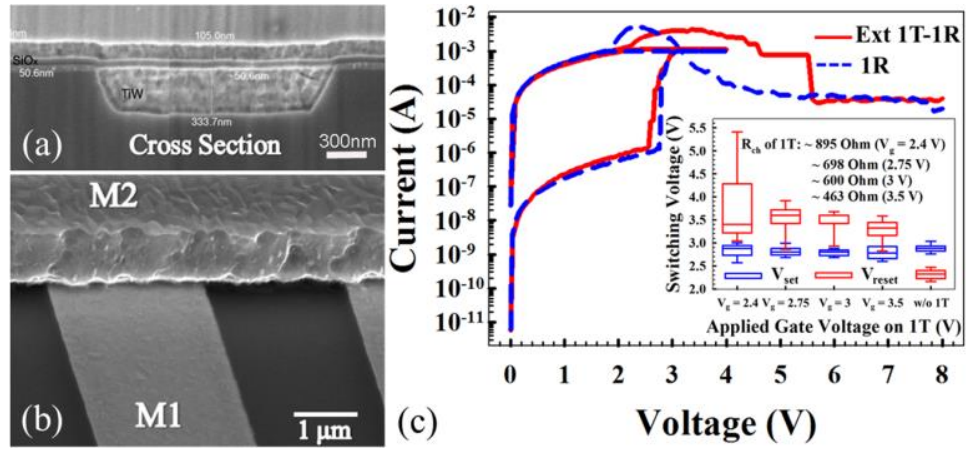 105.0nm
SiOx
50.6nm
50.6nm
TiW
333.7nm
(a)
Cross Section
300nm
M2
M1
(b)
1 μm
(c)
10-2
10-3
10-4
10-5
10-6
10-7
10-8
10-9
10-10
10-11
Current (A)
0 1 2 3 4 5 6 7 8
Voltage (V)
Ext 1T-1R
1R
Switching Voltage (V)
5.5
5.0
4.5
4.0
3.5
3.0
2.5
2.0
Rch of 1T: ~ 895 Ohm (Vg = 2.4 V)
~ 698 Ohm (2.75 V)
~ 600 Ohm (3 V)
~ 463 Ohm (3.5 V)
Vset Vreset
Vg = 2.4 Vg = 2.75 Vg = 3 Vg = 3.5 w/o 1T
Applied Gate Voltage on 1T (V)